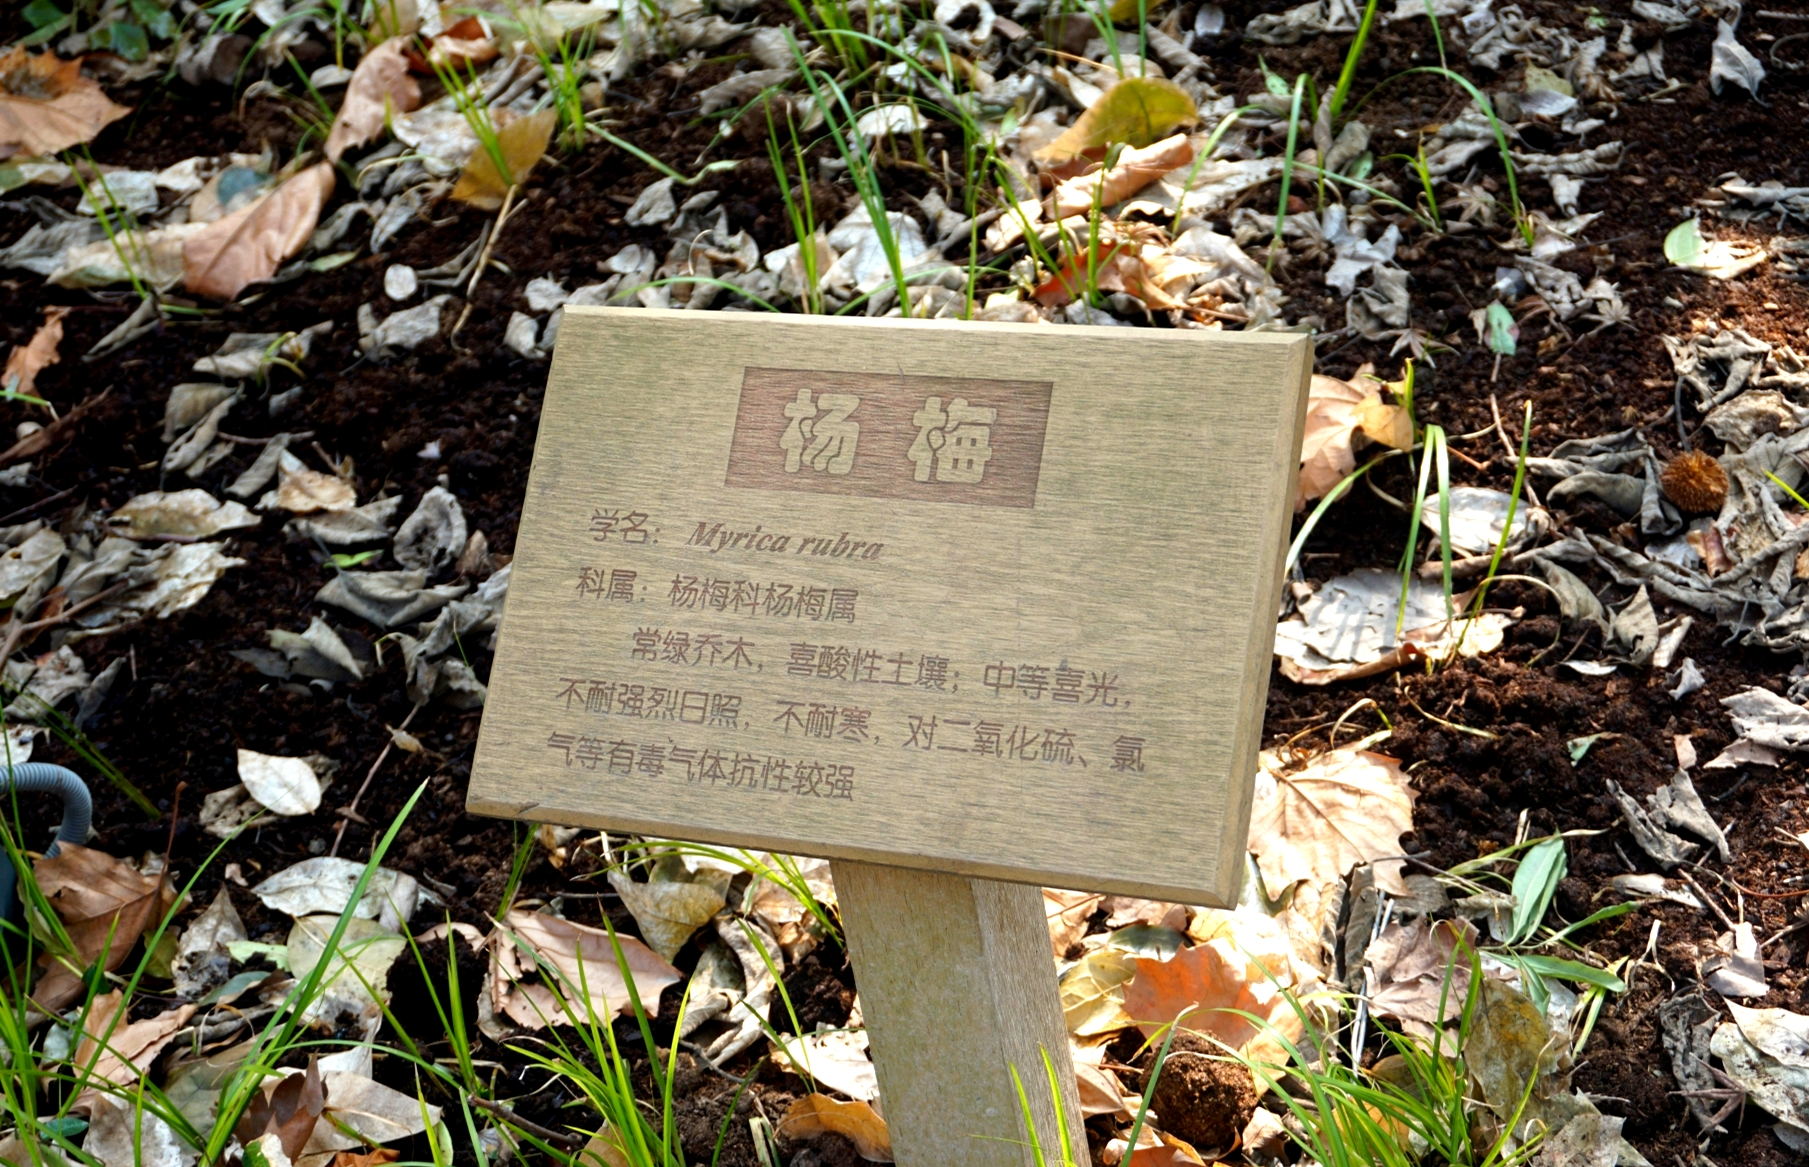 杨梅
学名： Myrica rubra
科属：杨梅科杨梅属
常绿乔木，喜酸性土壤；中等喜光，
不耐强烈日照，不耐寒，对二氧化硫、氯
气等有毒气体抗性较强